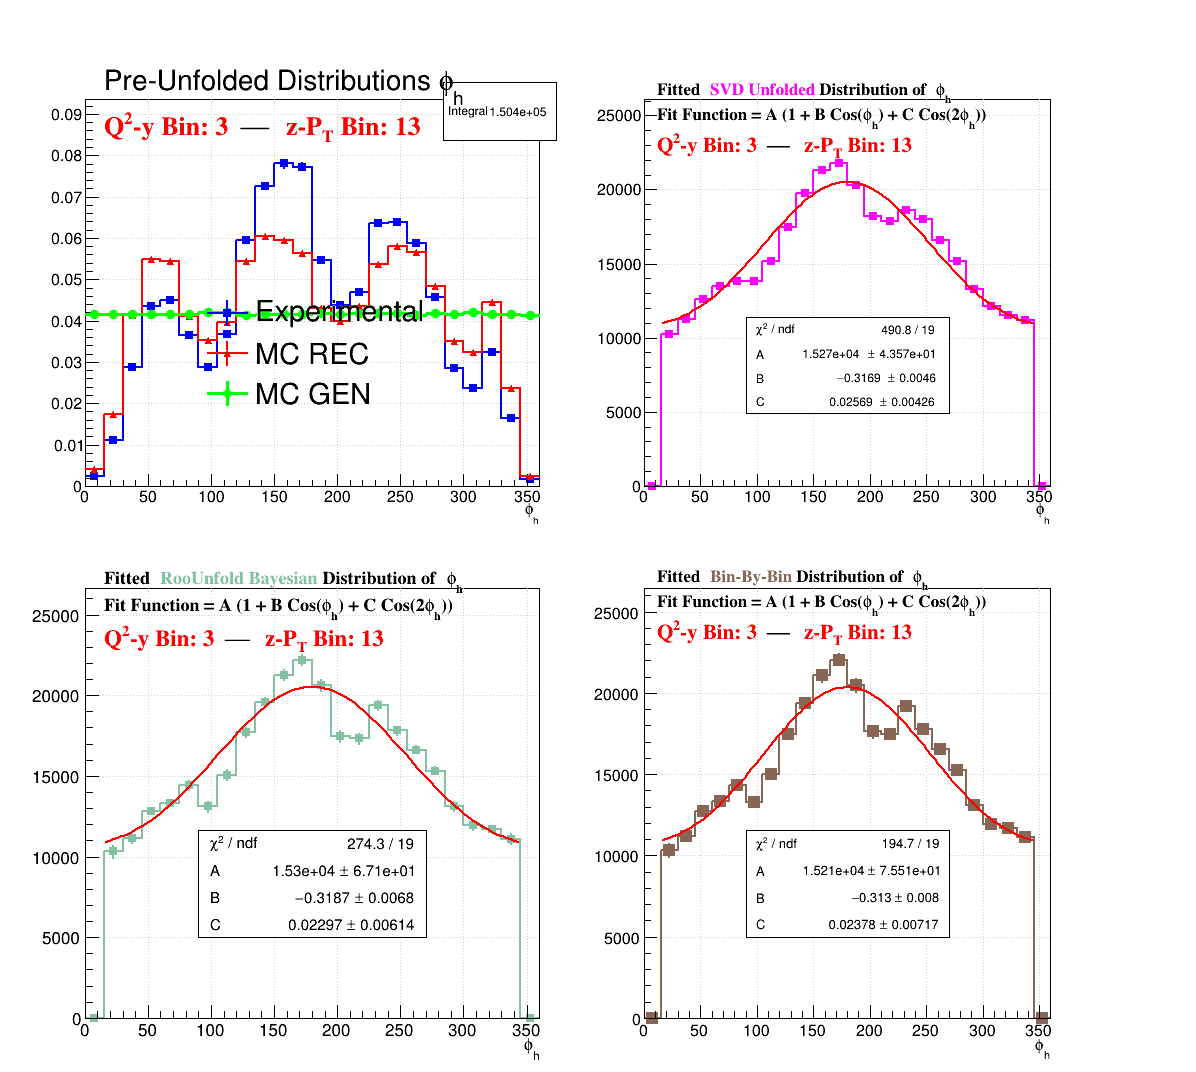 Pre-Unfolded Distributions ϕh
Integral 1.504e+05
Q²-y Bin: 3 — z-PT Bin: 13
0.09
0.08
0.07
0.06
0.05
0.04
0.03
0.02
0.01
0
Experimental
MC REC
MC GEN
0 50 100 150 200 250 300 350
ϕh
Fitted SVD Unfolded Distribution of ϕh
Fit Function = A (1 + B Cos(ϕh) + C Cos(2ϕh))
Q²-y Bin: 3 — z-PT Bin: 13
25000
20000
15000
10000
5000
0
χ² / ndf 490.8 / 19
A 1.527e+04 ± 4.357e+01
B −0.3169 ± 0.0046
C 0.02569 ± 0.00426
0 50 100 150 200 250 300 350
ϕh
Fitted RooUnfold Bayesian Distribution of ϕh
Fit Function = A (1 + B Cos(ϕh) + C Cos(2ϕh))
Q²-y Bin: 3 — z-PT Bin: 13
25000
20000
15000
10000
5000
0
χ² / ndf 274.3 / 19
A 1.53e+04 ± 6.71e+01
B −0.3187 ± 0.0068
C 0.02297 ± 0.00614
0 50 100 150 200 250 300 350
ϕh
Fitted Bin-By-Bin Distribution of ϕh
Fit Function = A (1 + B Cos(ϕh) + C Cos(2ϕh))
Q²-y Bin: 3 — z-PT Bin: 13
25000
20000
15000
10000
5000
0
χ² / ndf 194.7 / 19
A 1.521e+04 ± 7.551e+01
B −0.313 ± 0.008
C 0.02378 ± 0.00717
0 50 100 150 200 250 300 350
ϕh